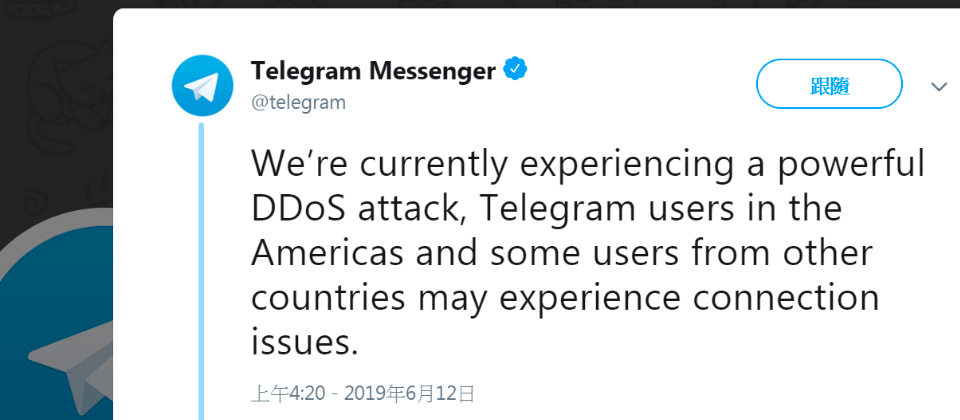 Telegram Messenger
跟隨
@telegram
We’re currently experiencing a powerful
DDoS attack, Telegram users in the
Americas and some users from other
countries may experience connection
issues.
上午4:20 - 2019年6月12日